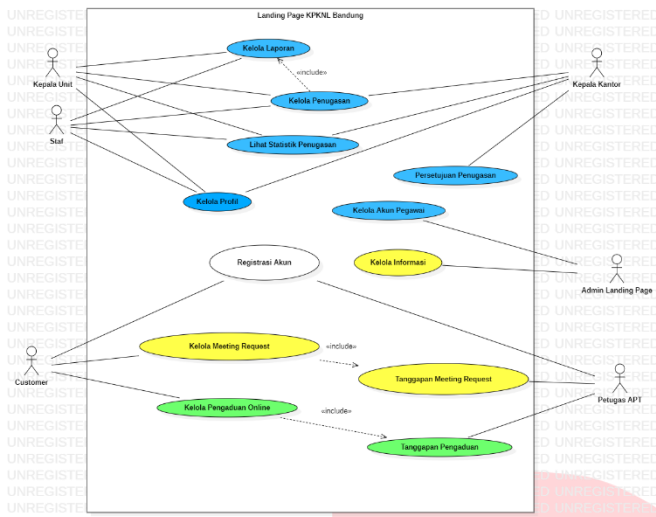 Landing Page KPKNL Bandung
Kelola Laporan
«include»
Kepala Unit
Kepala Kantor
Kelola Penugasan
Staf
Lihat Statistik Penugasan
Persetujuan Penugasan
Kelola Profil
Kelola Akun Pegawai
Registrasi Akun
Kelola Informasi
Admin Landing Page
Kelola Meeting Request
«include»
Customer
Tanggapan Meeting Request
Petugas APT
Kelola Pengaduan Online
«include»
Tanggapan Pengaduan
UNREGISTERED